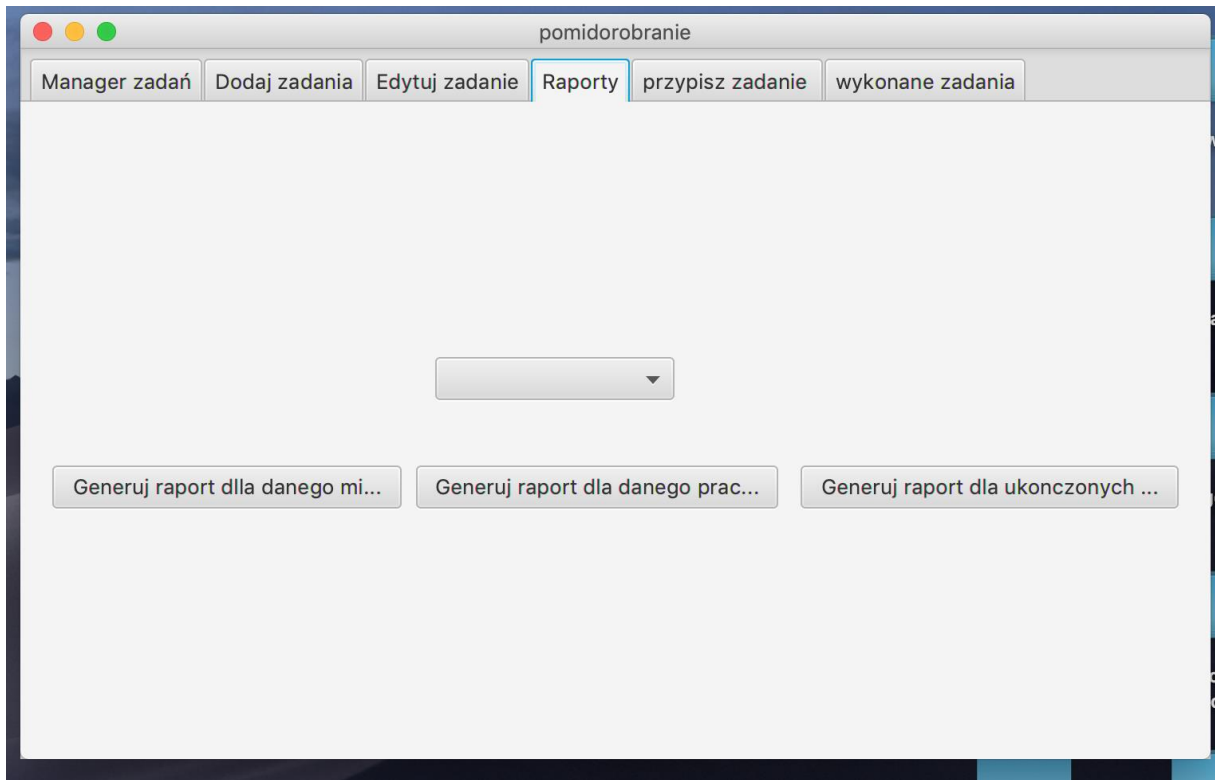 pomidorobranie
Manager zadań Dodaj zadania Edytuj zadanie Raporty przypisz zadanie wykonane zadania
Generuj raport dlla danego mi... Generuj raport dla danego prac... Generuj raport dla ukonczonych ...